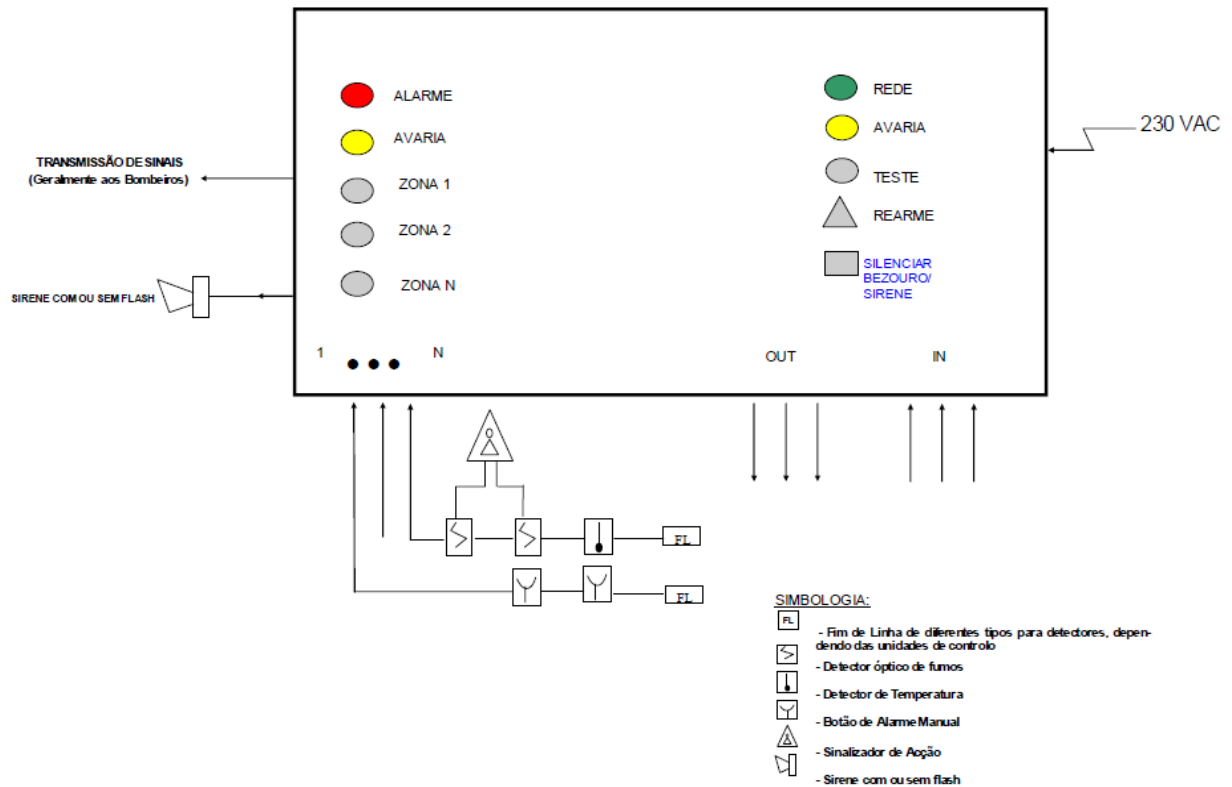 ALARME
AVARIA
ZONA 1
ZONA 2
ZONA N
REDE
AVARIA
TESTE
REARME
SILENCIAR
BEZOURO/
SIRENE
230 VAC
TRANSMISSÃO DE SINAIS
(Geralmente aos Bombeiros)
SIRENE COM OU SEM FLASH
1
N
OUT
IN
FL
FL
SIMBOLOGIA:
FL
- Fim de Linha de diferentes tipos para detectores, depen-
dendo das unidades de controlo
- Detector óptico de fumos
- Detector de Temperatura
- Botão de Alarme Manual
- Sinalizador de Acção
- Sirene com ou sem flash